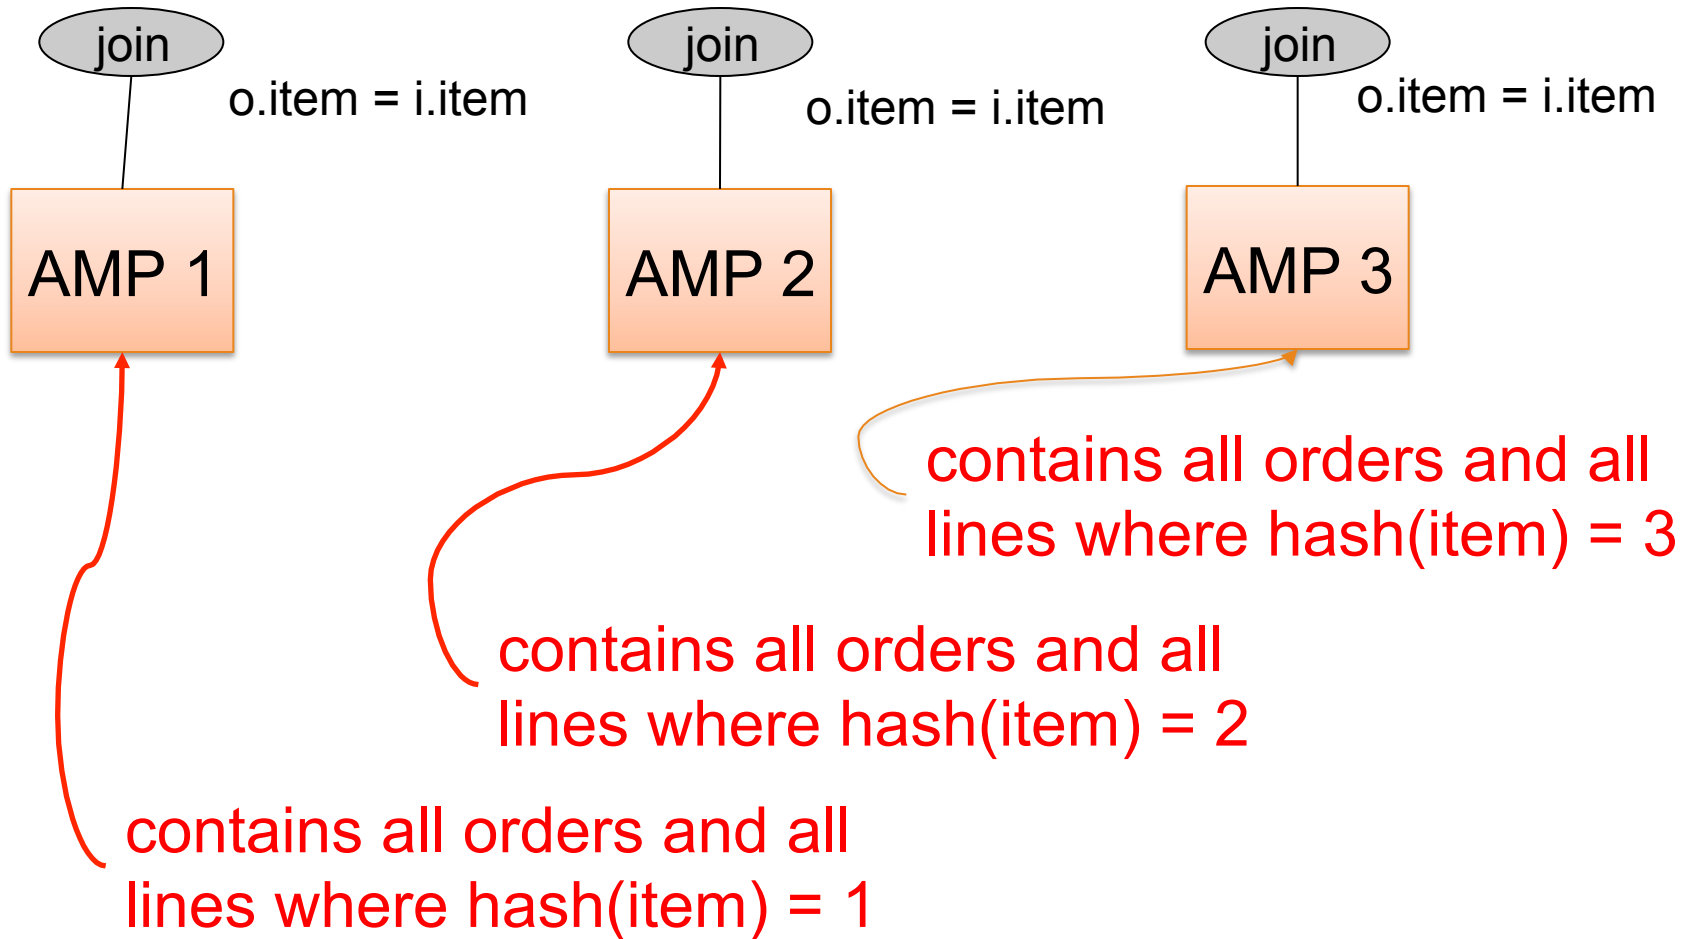 join
join
join
o.item = i.item
o.item = i.item
o.item = i.item
AMP 1
AMP 2
AMP 3
contains all orders and all
lines where hash(item) = 3
contains all orders and all
lines where hash(item) = 2
contains all orders and all
lines where hash(item) = 1